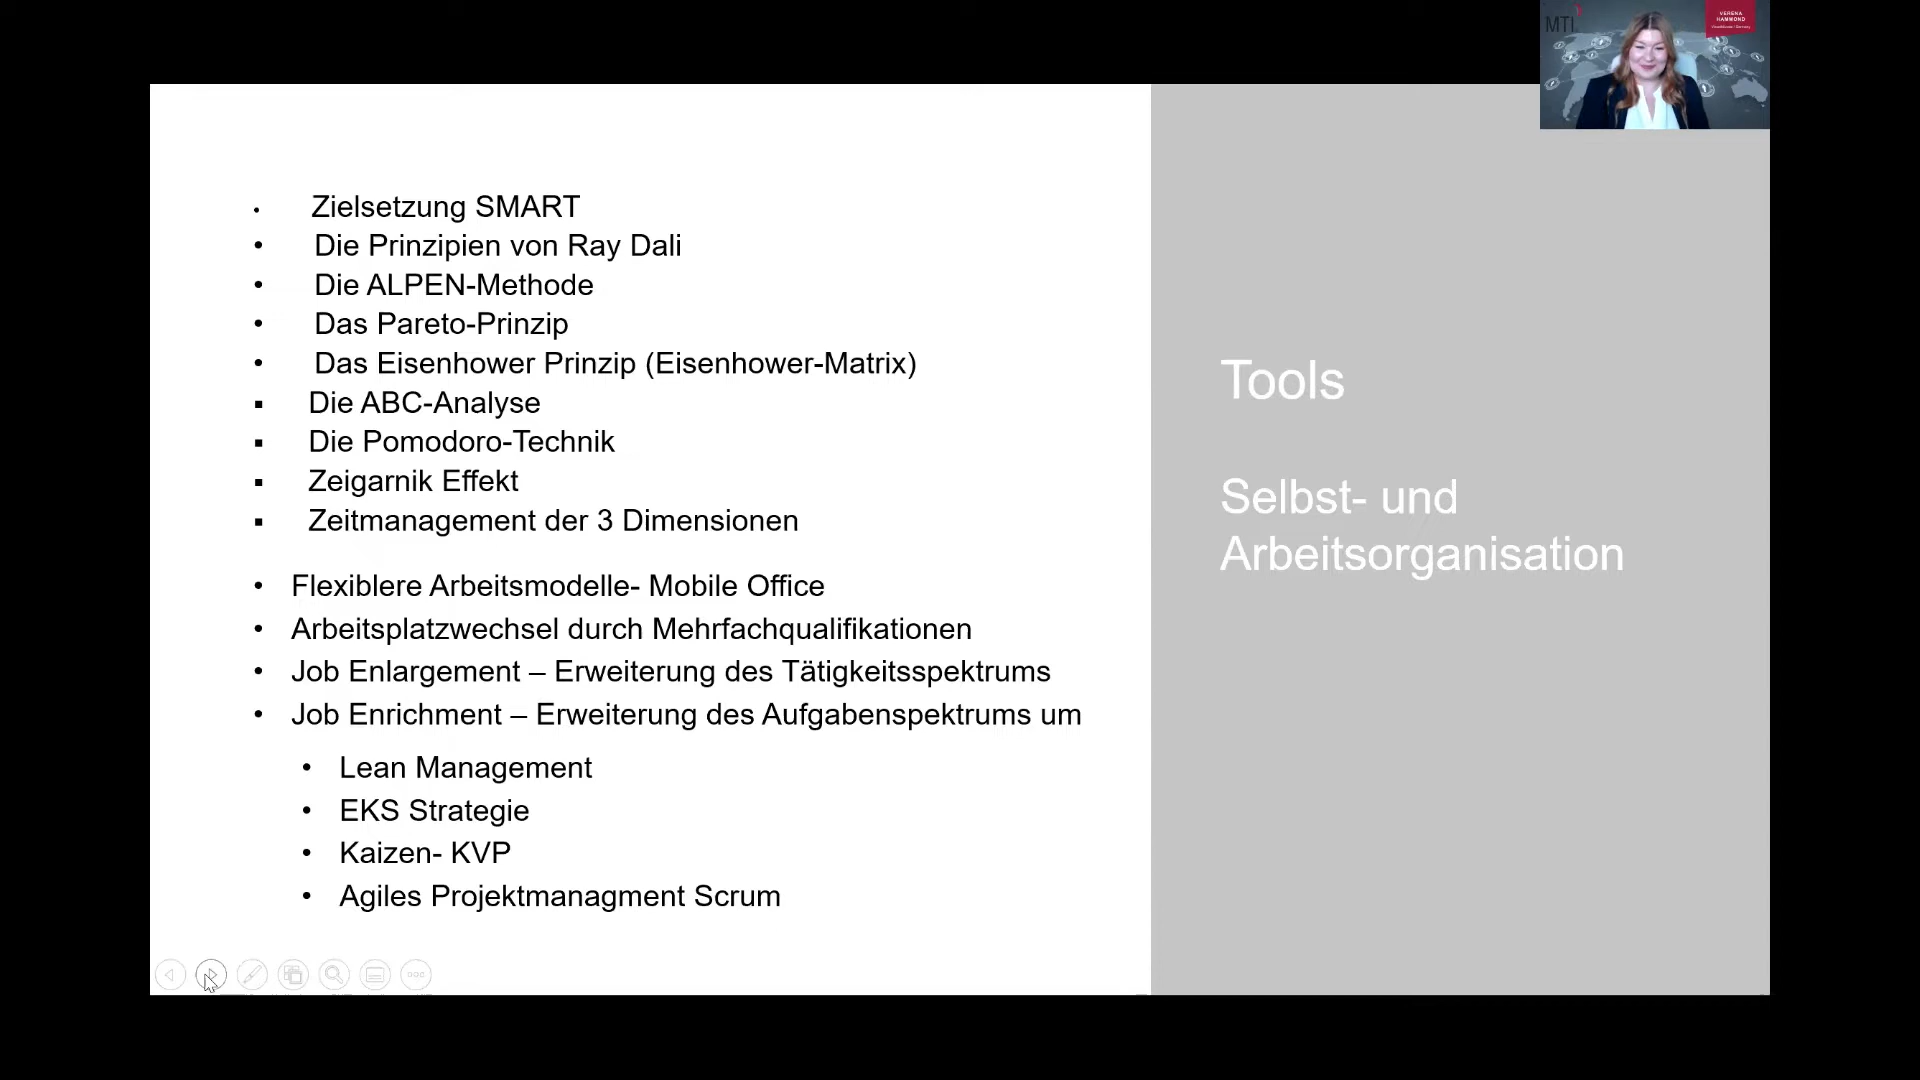 MTI
VERENA
HAMMOND
Zielsetzung SMART
Die Prinzipien von Ray Dali
Die ALPEN-Methode
Das Pareto-Prinzip
Das Eisenhower Prinzip (Eisenhower-Matrix)
Die ABC-Analyse
Die Pomodoro-Technik
Zeigarnik Effekt
Zeitmanagement der 3 Dimensionen
Flexiblere Arbeitsmodelle- Mobile Office
Arbeitsplatzwechsel durch Mehrfachqualifikationen
Job Enlargement – Erweiterung des Tätigkeitsspektrums
Job Enrichment – Erweiterung des Aufgabenspektrums um
Lean Management
EKS Strategie
Kaizen- KVP
Agiles Projektmanagment Scrum
Tools
Selbst- und
Arbeitsorganisation